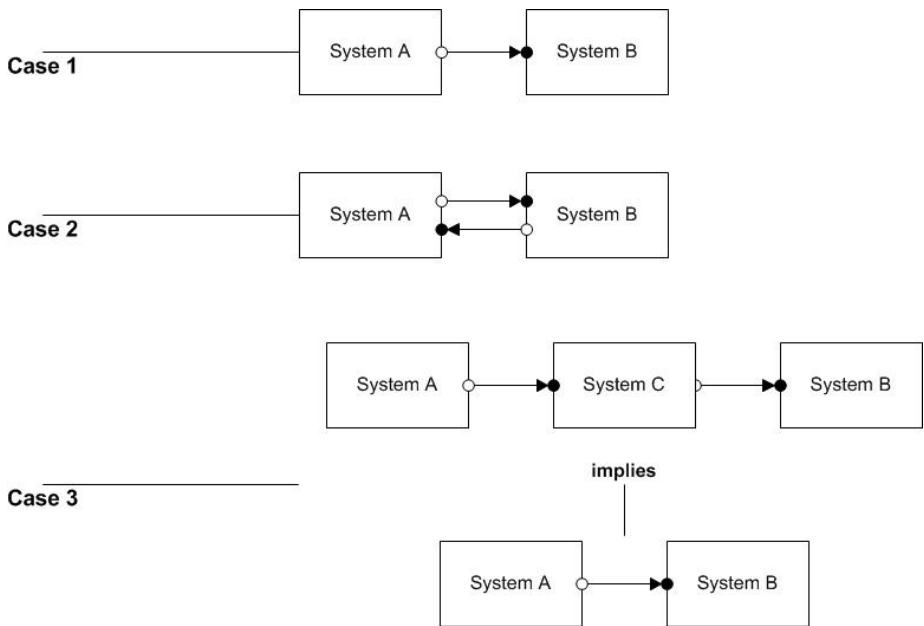 System A
System B
Case 1
System A
System B
Case 2
System A
System C
System B
implies
Case 3
System A
System B